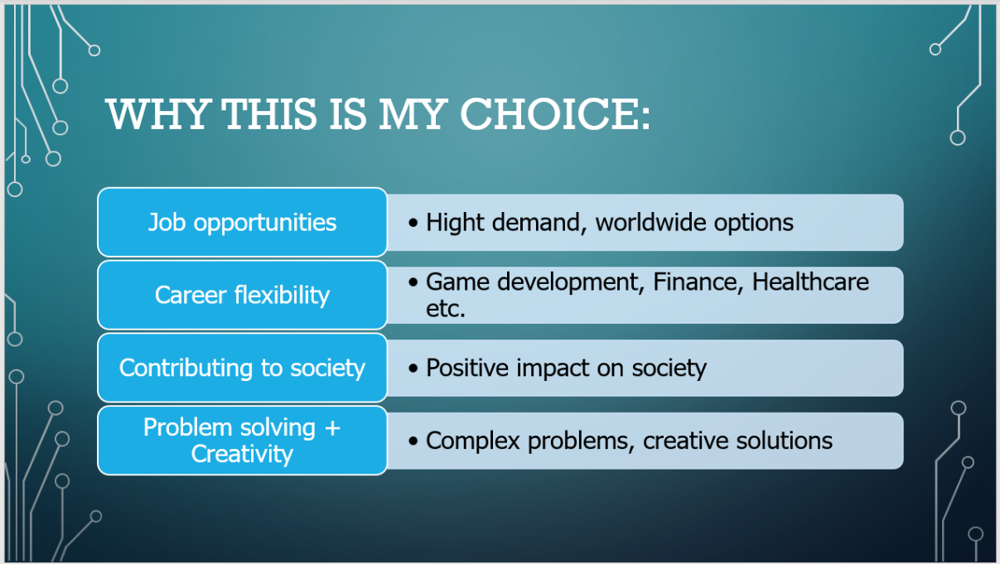 WHY THIS IS MY CHOICE:
Job opportunities
• Hight demand, worldwide options
Career flexibility
• Game development, Finance, Healthcare
etc.
Contributing to society
• Positive impact on society
Problem solving +
Creativity
• Complex problems, creative solutions